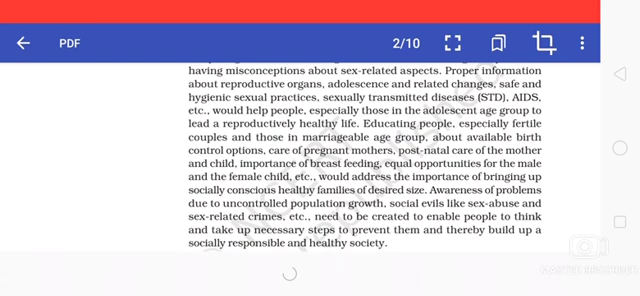 PDF 2/10
having misconceptions about sex-related aspects. Proper information
about reproductive organs, adolescence and related changes, safe and
hygienic sexual practices, sexually transmitted diseases (STD), AIDS,
etc., would help people, especially those in the adolescent age group to
lead a reproductively healthy life. Educating people, especially fertile
couples and those in marriageable age group, about available birth
control options, care of pregnant mothers, post-natal care of the mother
and child, importance of breast feeding, equal opportunities for the male
and the female child, etc., would address the importance of bringing up
socially conscious healthy families of desired size. Awareness of problems
due to uncontrolled population growth, social evils like sex-abuse and
sex-related crimes, etc., need to be created to enable people to think
and take up necessary steps to prevent them and thereby build up a
socially responsible and healthy society.